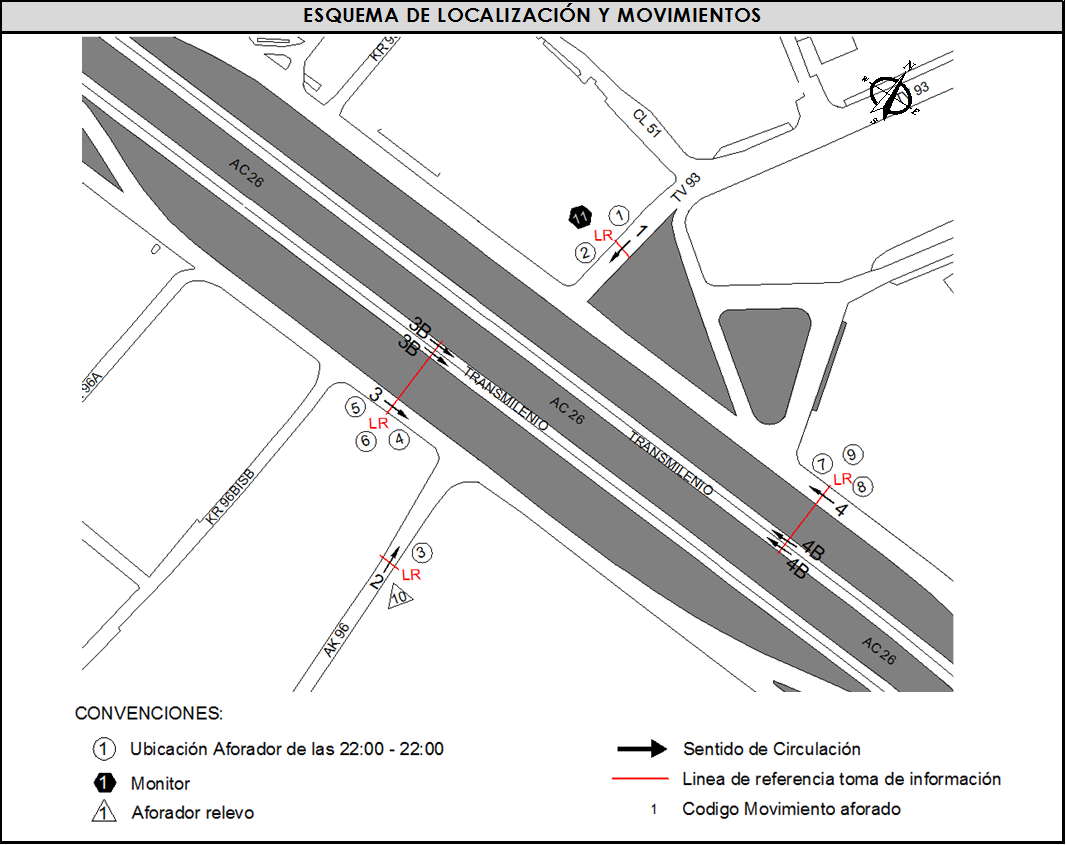 ESQUEMA DE LOCALIZACIÓN Y MOVIMIENTOS
KR 9
93
CL 51
AC 26
TV 93
11
1
LR
1
2
3B
3B
96A
TRANSMILENIO
AC 26
3
5
LR
6
4
TRANSMILENIO
7
9
LR
8
4
KR 96BISB
4B
4B
3
LR
2
10
AK 96
AC 26
CONVENCIONES:
1 Ubicación Aforador de las 22:00 - 22:00
Sentido de Circulación
1 Monitor
Linea de referencia toma de información
1 Aforador relevo
1 Codigo Movimiento aforado